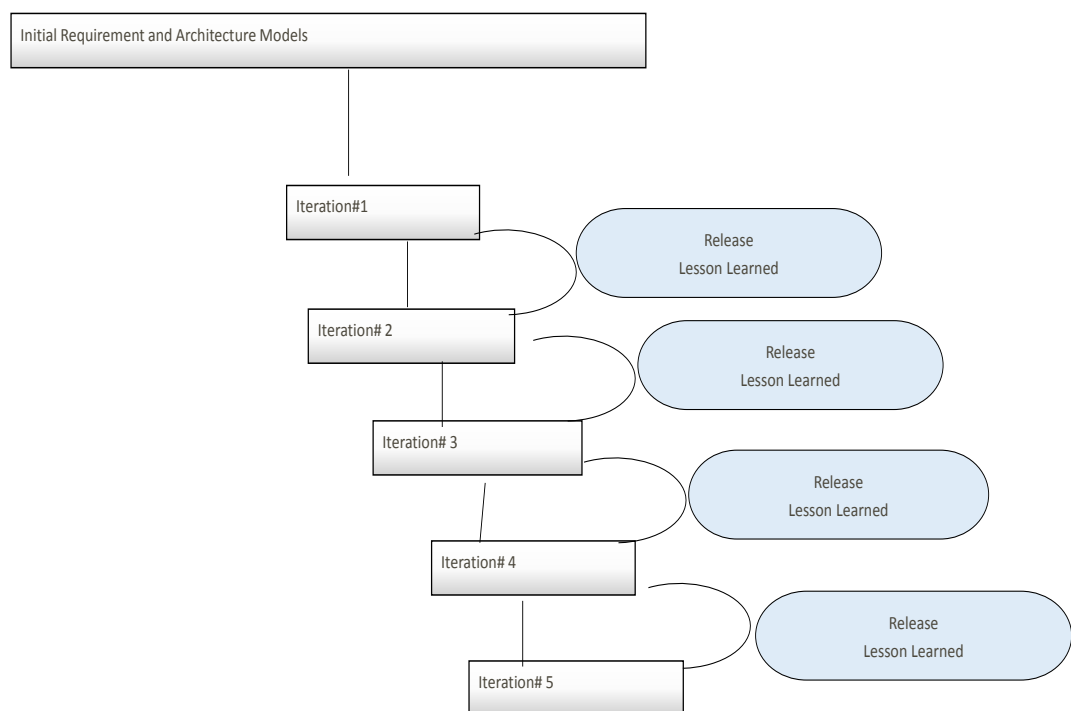 Initial Requirement and Architecture Models
Iteration#1
Release
Lesson Learned
Iteration# 2
Release
Lesson Learned
Iteration# 3
Release
Lesson Learned
Iteration# 4
Release
Lesson Learned
Iteration# 5